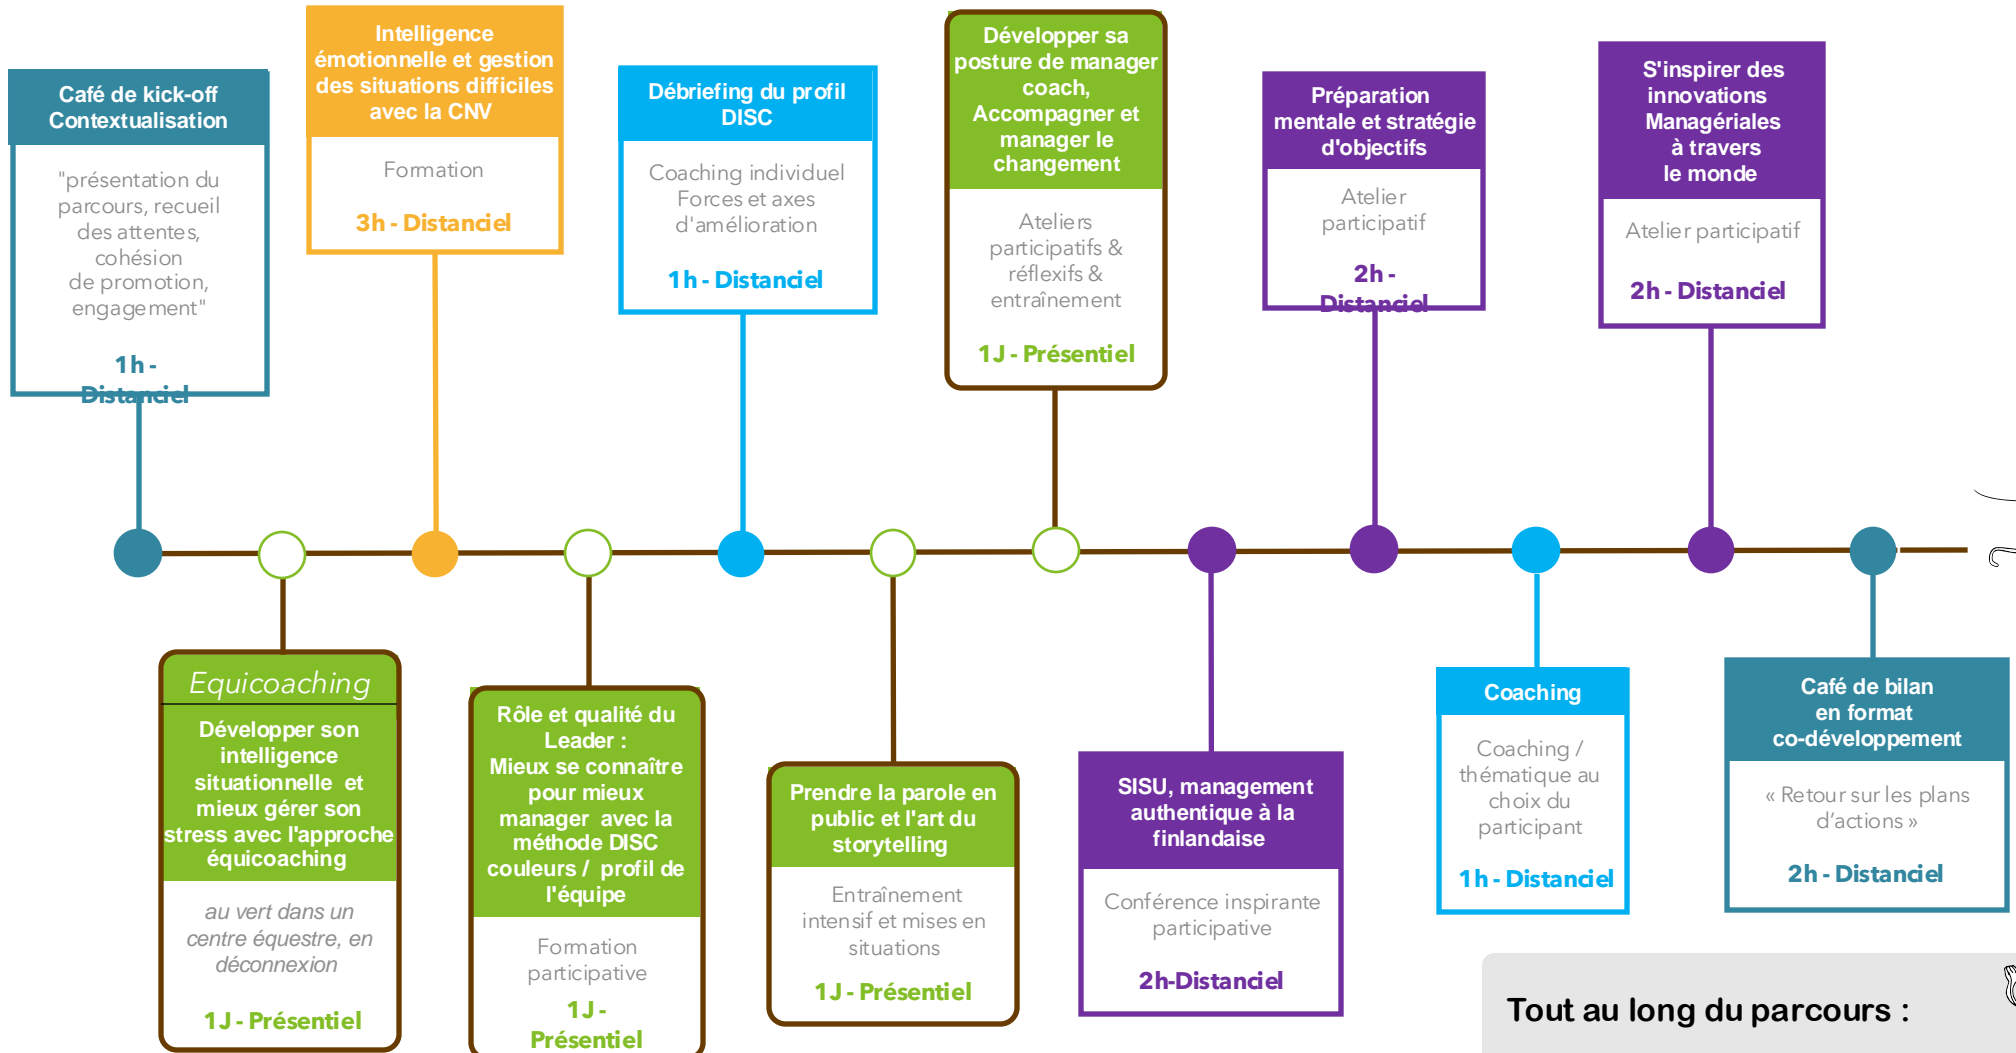 Café de kick-off
Contextualisation
"présentation du
parcours, recueil
des attentes,
cohésion
de promotion,
engagement"
1h -
Distanciel
Intelligence
émotionnelle et gestion
des situations difficiles
avec la CNV
Formation
3h - Distanciel
Débriefing du profil
DISC
Coaching individuel
Forces et axes
d'amélioration
1h - Distanciel
Développer sa
posture de manager
coach,
Accompagner et
manager le
changement
Ateliers
participatifs &
réflexifs &
entraînement
1J - Présentiel
Préparation
mentale et stratégie
d'objectifs
Atelier
participatif
2h -
Distanciel
S'inspirer des
innovations
Managériales
à travers
le monde
Atelier participatif
2h - Distanciel
Equicoaching
Développer son
intelligence
situationnelle et
mieux gérer son
stress avec l'approche
équicoaching
au vert dans un
centre équestre, en
déconnexion
1J - Présentiel
Rôle et qualité du
Leader :
Mieux se connaître
pour mieux
manager avec la
méthode DISC
couleurs / profil de
l'équipe
Formation
participative
1J -
Présentiel
Prendre la parole en
public et l'art du
storytelling
Entraînement
intensif et mises en
situations
1J - Présentiel
SISU, management
authentique à la
finlandaise
Conférence inspirante
participative
2h-Distanciel
Coaching
Coaching /
thématique au
choix du
participant
1h - Distanciel
Café de bilan
en format
co-développement
« Retour sur les plans
d’actions »
2h - Distanciel
Tout au long du parcours :